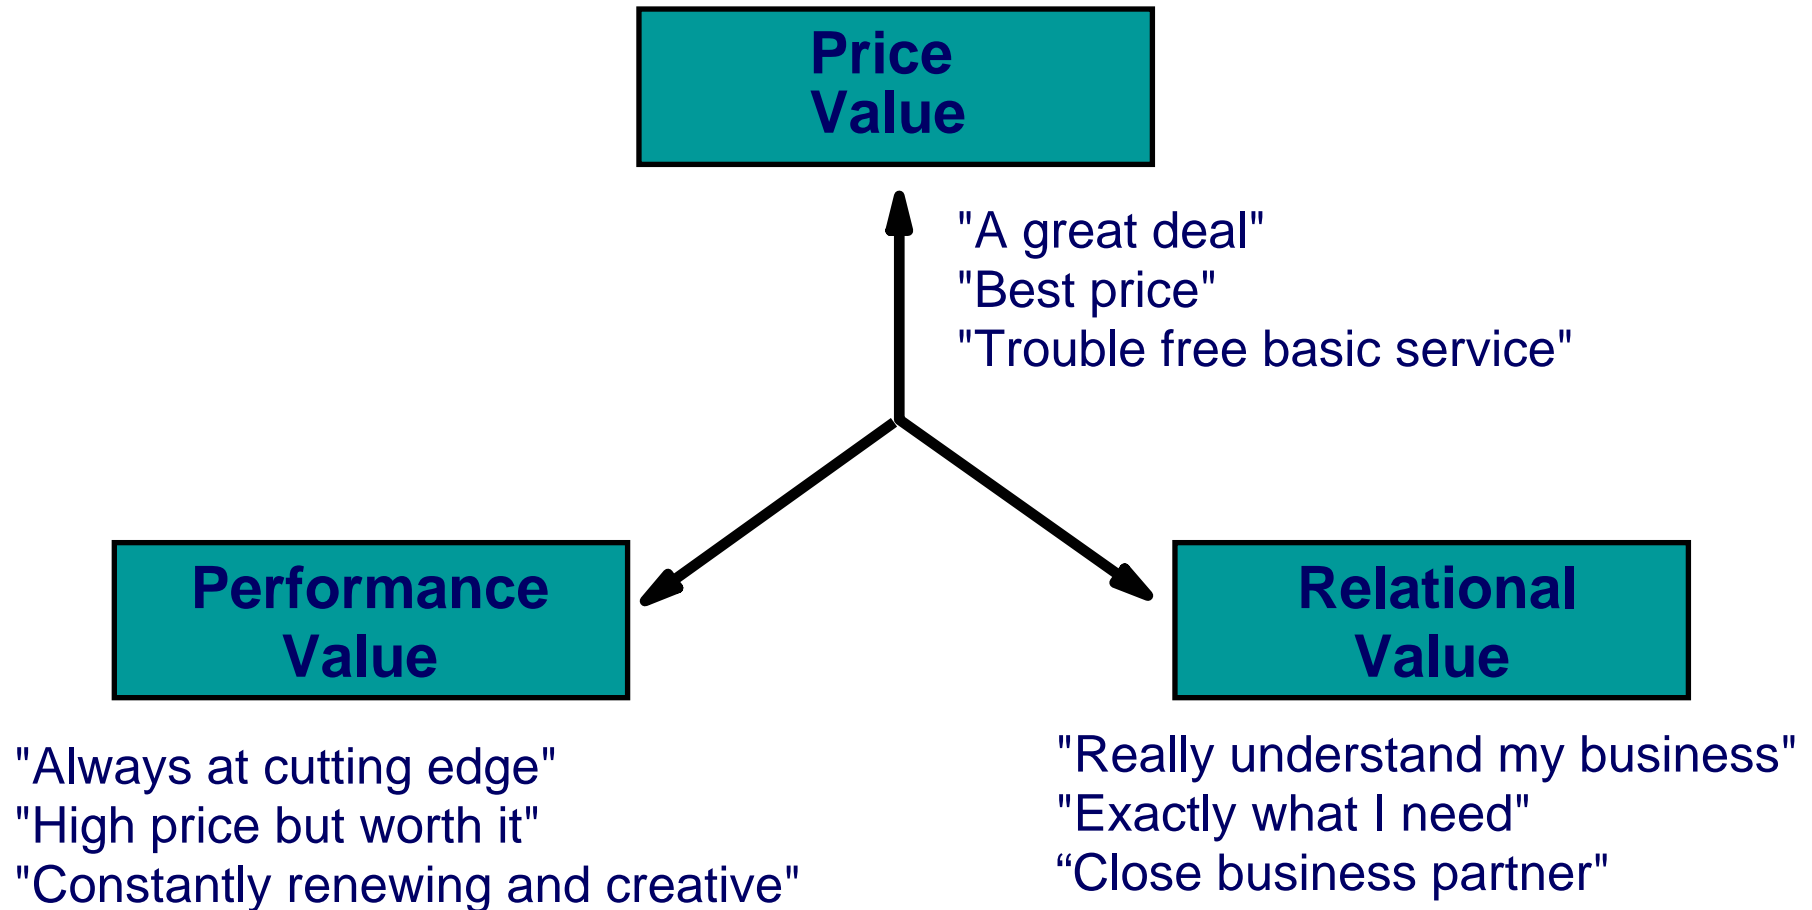 Price
Value
"A great deal"
"Best price"
"Trouble free basic service"
Performance
Value
"Always at cutting edge"
"High price but worth it"
"Constantly renewing and creative"
Relational
Value
"Really understand my business"
"Exactly what I need"
“Close business partner"